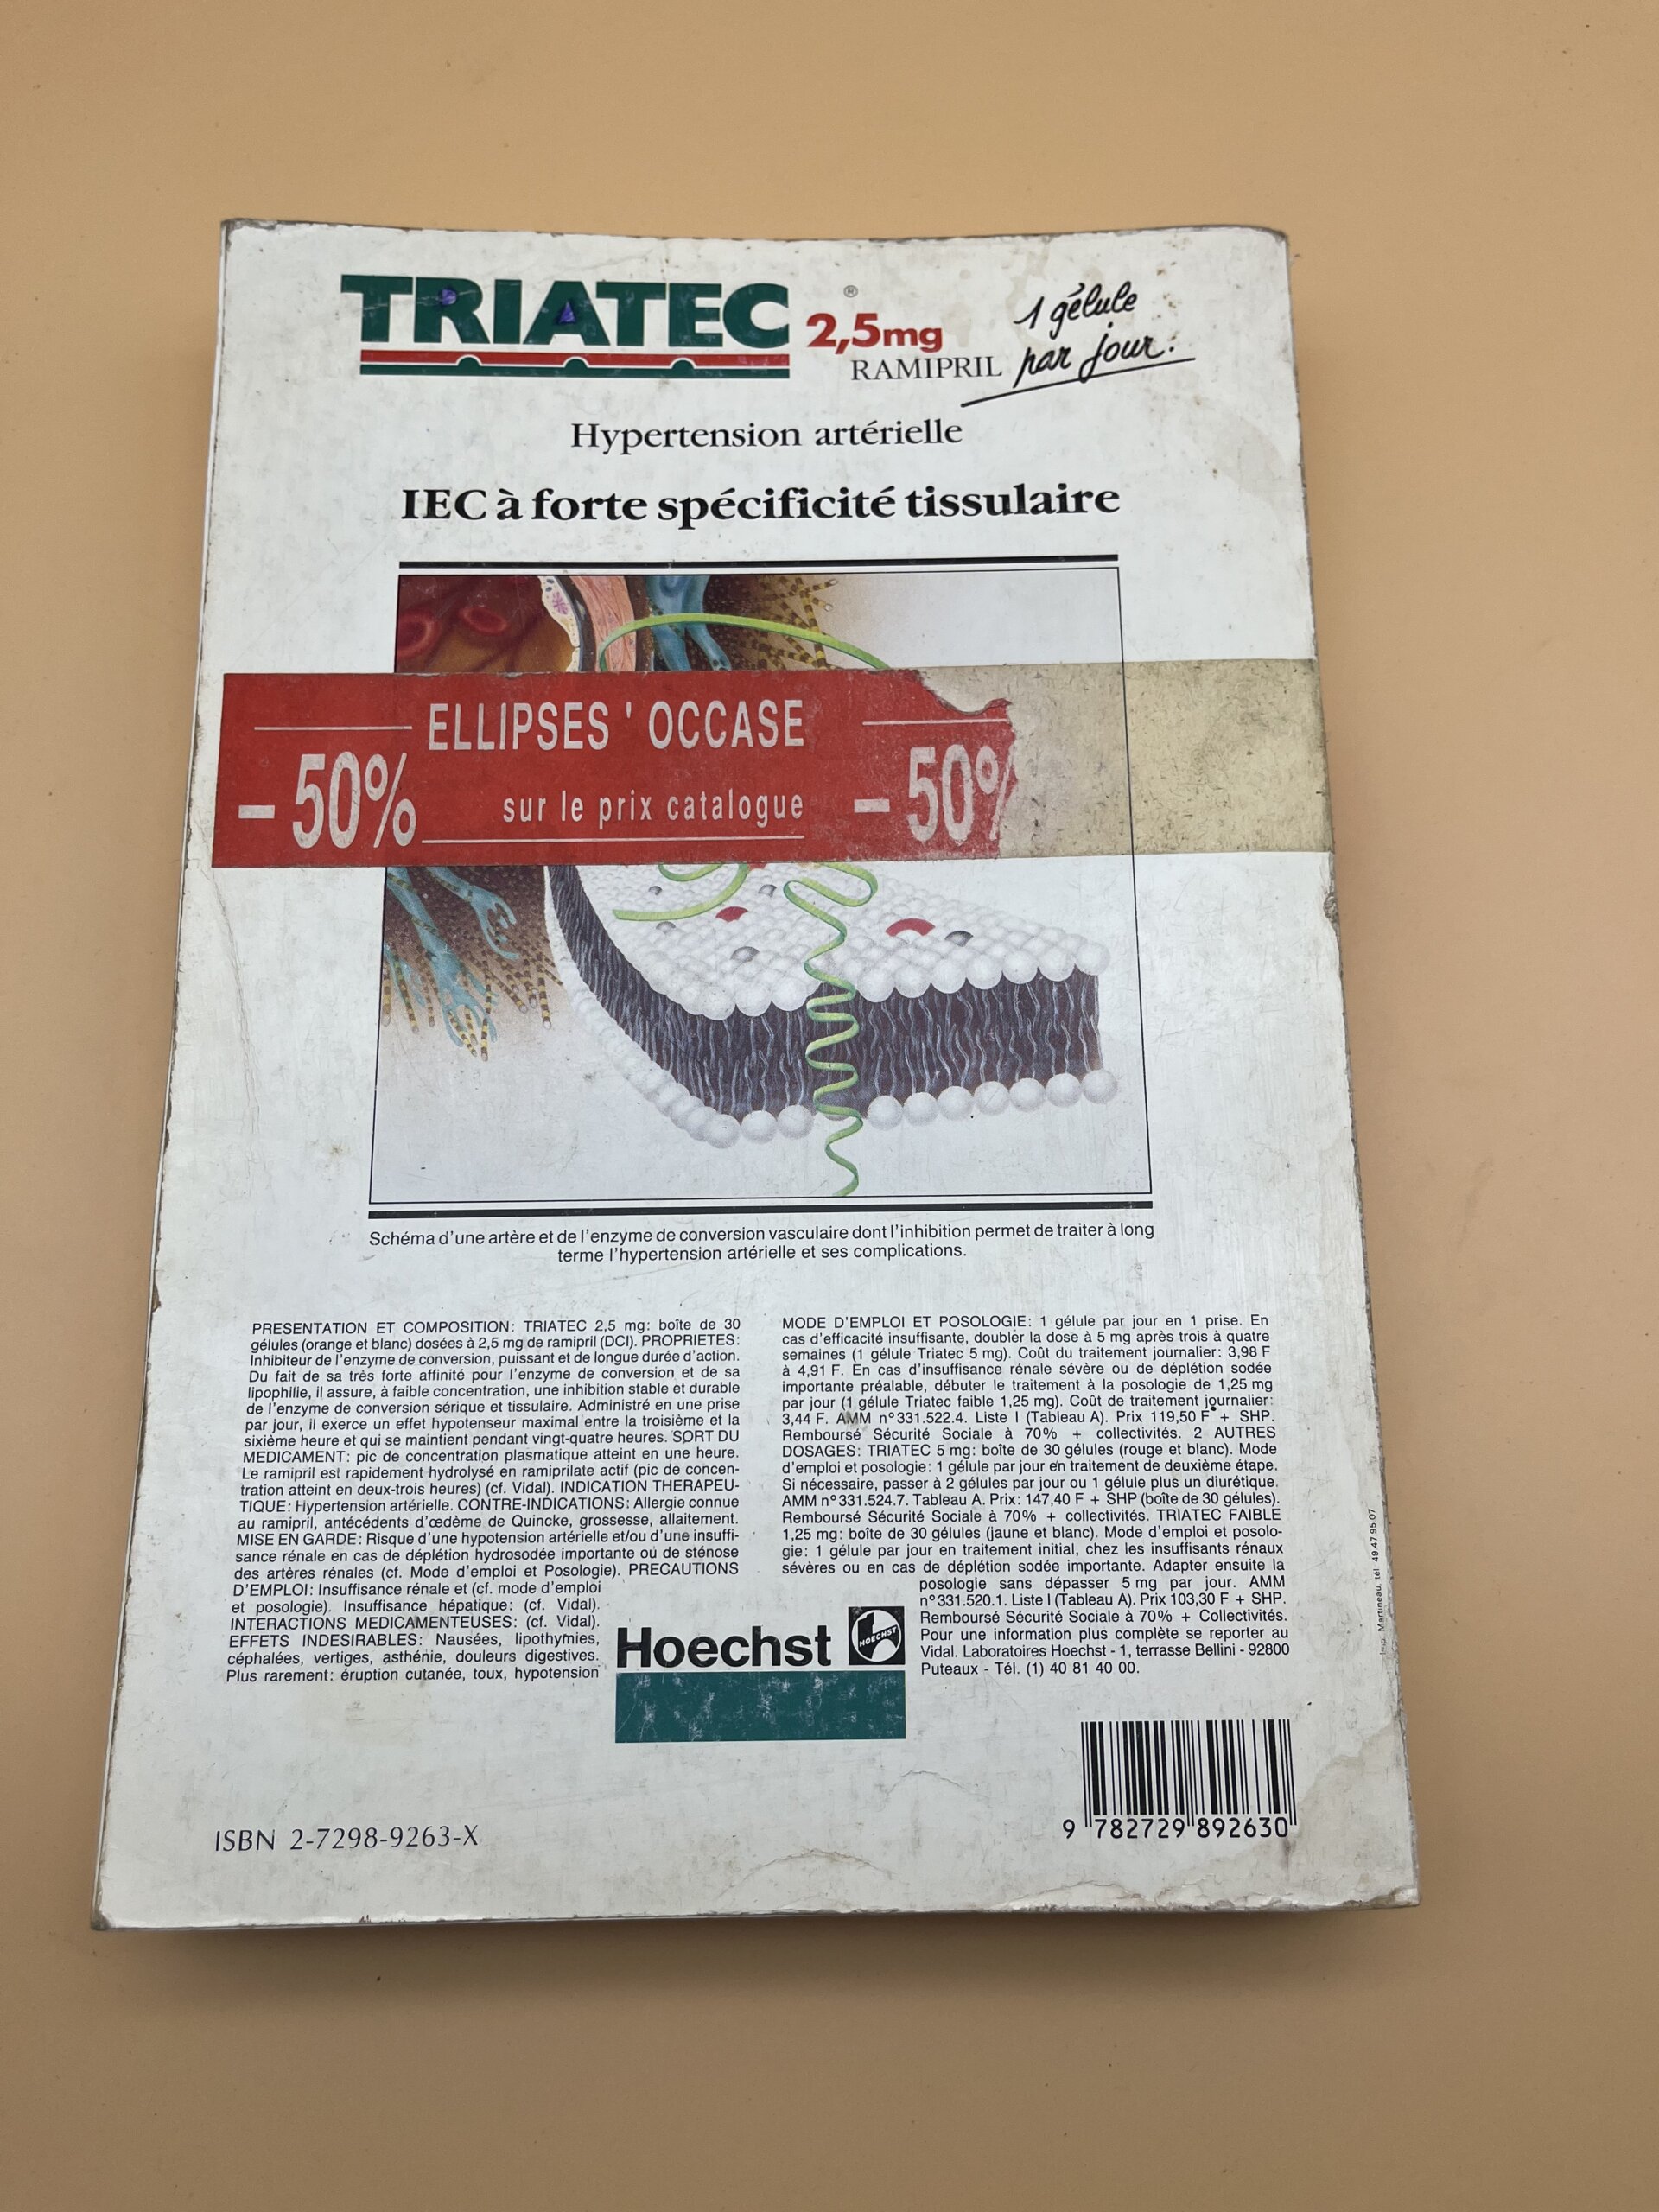 TRIATEC ® 2,5mg
RAMIPRIL
1 gélule
par jour.
Hypertension artérielle
IEC à forte spécificité tissulaire
ELLIPSES ' OCCASE
- 50% sur le prix catalogue - 50%
Schéma d'une artère et de l'enzyme de conversion vasculaire dont l'inhibition permet de traiter à long
terme l'hypertension artérielle et ses complications.
PRESENTATION ET COMPOSITION: TRIATEC 2,5 mg: boîte de 30
gélules (orange et blanc) dosées à 2,5 mg de ramipril (DCI). PROPRIETES:
Inhibiteur de l'enzyme de conversion, puissant et de longue durée d'action.
Du fait de sa très forte affinité pour l'enzyme de conversion et de sa
lipophilie, il assure, à faible concentration, une inhibition stable et durable
de l'enzyme de conversion sérique et tissulaire. Administré en une prise
par jour, il exerce un effet hypotenseur maximal entre la troisième et la
sixième heure et qui se maintient pendant vingt-quatre heures. SORT DU
MEDICAMENT: pic de concentration plasmatique atteint en une heure.
Le ramipril est rapidement hydrolysé en ramiprilate actif (pic de concen-
tration atteint en deux-trois heures) (cf. Vidal). INDICATION THERAPEU-
TIQUE: Hypertension artérielle. CONTRE-INDICATIONS: Allergie connue
au ramipril, antécédents d'œdème de Quincke, grossesse, allaitement.
MISE EN GARDE: Risque d'une hypotension artérielle et/ou d'une insuffi-
sance rénale en cas de déplétion hydrosodée importante ou de sténose
des artères rénales (cf. Mode d'emploi et Posologie). PRECAUTIONS
D'EMPLOI: Insuffisance rénale et (cf. mode d'emploi
et posologie). Insuffisance hépatique: (cf. Vidal).
INTERACTIONS MEDICAMENTEUSES: (cf. Vidal).
EFFETS INDESIRABLES: Nausées, lipothymies,
céphalées, vertiges, asthénie, douleurs digestives.
Plus rarement: éruption cutanée, toux, hypotension
MODE D'EMPLOI ET POSOLOGIE: 1 gélule par jour en 1 prise. En
cas d'efficacité insuffisante, doubler la dose à 5 mg après trois à quatre
semaines (1 gélule Triatec 5 mg). Coût du traitement journalier: 3,98 F
à 4,91 F. En cas d'insuffisance rénale sévère ou de déplétion sodée
importante préalable, débuter le traitement à la posologie de 1,25 mg
par jour (1 gélule Triatec faible 1,25 mg). Coût de traitement journalier:
3,44 F. AMM n° 331.522.4. Liste I (Tableau A). Prix 119,50 F + SHP.
Remboursé Sécurité Sociale à 70% + collectivités. 2 AUTRES
DOSAGES: TRIATEC 5 mg: boîte de 30 gélules (rouge et blanc). Mode
d'emploi et posologie: 1 gélule par jour en traitement de deuxième étape.
Si nécessaire, passer à 2 gélules par jour ou 1 gélule plus un diurétique.
AMM n° 331.524.7. Tableau A. Prix: 147,40 F + SHP (boîte de 30 gélules).
Remboursé Sécurité Sociale à 70% + collectivités. TRIATEC FAIBLE
1,25 mg: boîte de 30 gélules (jaune et blanc). Mode d'emploi et posolo-
gie: 1 gélule par jour en traitement initial, chez les insuffisants rénaux
sévères ou en cas de déplétion sodée importante. Adapter ensuite la
posologie sans dépasser 5 mg par jour. AMM
n° 331.520.1. Liste I (Tableau A). Prix 103,30 F + SHP.
Remboursé Sécurité Sociale à 70% + Collectivités.
Pour une information plus complète se reporter au
Vidal. Laboratoires Hoechst - 1, terrasse Bellini - 92800
Puteaux - Tél. (1) 40 81 40 00.
Hoechst
HOECHST
Martineau. tél. 49 47 95 07
ISBN 2-7298-9263-X
9 782729 892630